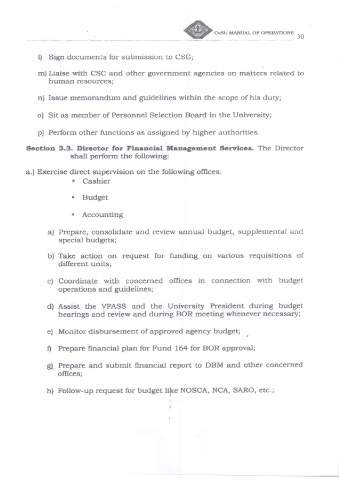 CNSU MANUAL OF OPERATIONS 30
l) Sign documents for submission to CSC;
m) Liaise with CSC and other government agencies on matters related to
human resources;
n) Issue memorandum and guidelines within the scope of his duty;
o) Sit as member of Personnel Selection Board in the University;
p) Perform other functions as assigned by higher authorities.
Section 3.3. Director for Financial Management Services. The Director
shall perform the following:
a.) Exercise direct supervision on the following offices:
• Cashier
• Budget
• Accounting
a) Prepare, consolidate and review annual budget, supplemental and
special budgets;
b) Take action on request for funding on various requisitions of
different units;
c) Coordinate with concerned offices in connection with budget
operations and guidelines;
d) Assist the VPASS and the University President during budget
hearings and review and during BOR meeting whenever necessary;
e) Monitor disbursement of approved agency budget;
f) Prepare financial plan for Fund 164 for BOR approval;
g) Prepare and submit financial report to DBM and other concerned
offices;
h) Follow-up request for budget like NOSCA, NCA, SARO, etc.;